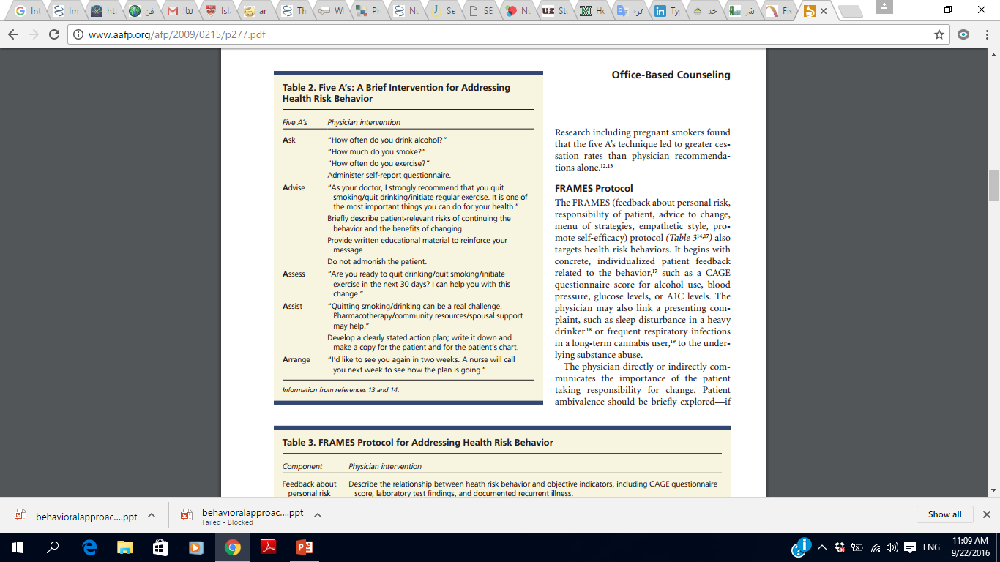 Int
Im
htt
فر
نتاز
Isl
ar_
Th
W
Pr
Nu
Se
SE
Nu
Sto
Ho
تر-
Ty
خد
شر
Fiv
www.aafp.org/afp/2009/0215/p277.pdf
Office-Based Counseling
Table 2. Five A's: A Brief Intervention for Addressing
Health Risk Behavior
Five A's Physician intervention
Ask "How often do you drink alcohol?"
"How much do you smoke?"
"How often do you exercise?"
Administer self-report questionnaire.
Advise "As your doctor, I strongly recommend that you quit
smoking/quit drinking/initiate regular exercise. It is one of
the most important things you can do for your health."
Briefly describe patient-relevant risks of continuing the
behavior and the benefits of changing.
Provide written educational material to reinforce your
message.
Do not admonish the patient.
Assess "Are you ready to quit drinking/quit smoking/initiate
exercise in the next 30 days? I can help you with this
change."
Assist "Quitting smoking/drinking can be a real challenge.
Pharmacotherapy/community resources/spousal support
may help."
Develop a clearly stated action plan; write it down and
make a copy for the patient and for the patient's chart.
Arrange "I'd like to see you again in two weeks. A nurse will call
you next week to see how the plan is going."
Information from references 13 and 14.
Research including pregnant smokers found
that the five A's technique led to greater ces-
sation rates than physician recommenda-
tions alone.12,13
FRAMES Protocol
The FRAMES (feedback about personal risk,
responsibility of patient, advice to change,
menu of strategies, empathetic style, pro-
mote self-efficacy) protocol (Table 314,17) also
targets health risk behaviors. It begins with
concrete, individualized patient feedback
related to the behavior,17 such as a CAGE
questionnaire score for alcohol use, blood
pressure, glucose levels, or A1C levels. The
physician may also link a presenting com-
plaint, such as sleep disturbance in a heavy
drinker18 or frequent respiratory infections
in a long-term cannabis user,19 to the under-
lying substance abuse.
The physician directly or indirectly com-
municates the importance of the patient
taking responsibility for change. Patient
ambivalence should be briefly explored—if
Table 3. FRAMES Protocol for Addressing Health Risk Behavior
Component Physician intervention
Feedback about Describe the relationship between heath risk behavior and objective indicators, including CAGE questionnaire
personal risk score, laboratory test findings, and documented recurrent illness.
behavioralapproac....ppt
behavioralapproac....ppt
Failed - Blocked
Show all
ENG
11:09 AM
9/22/2016